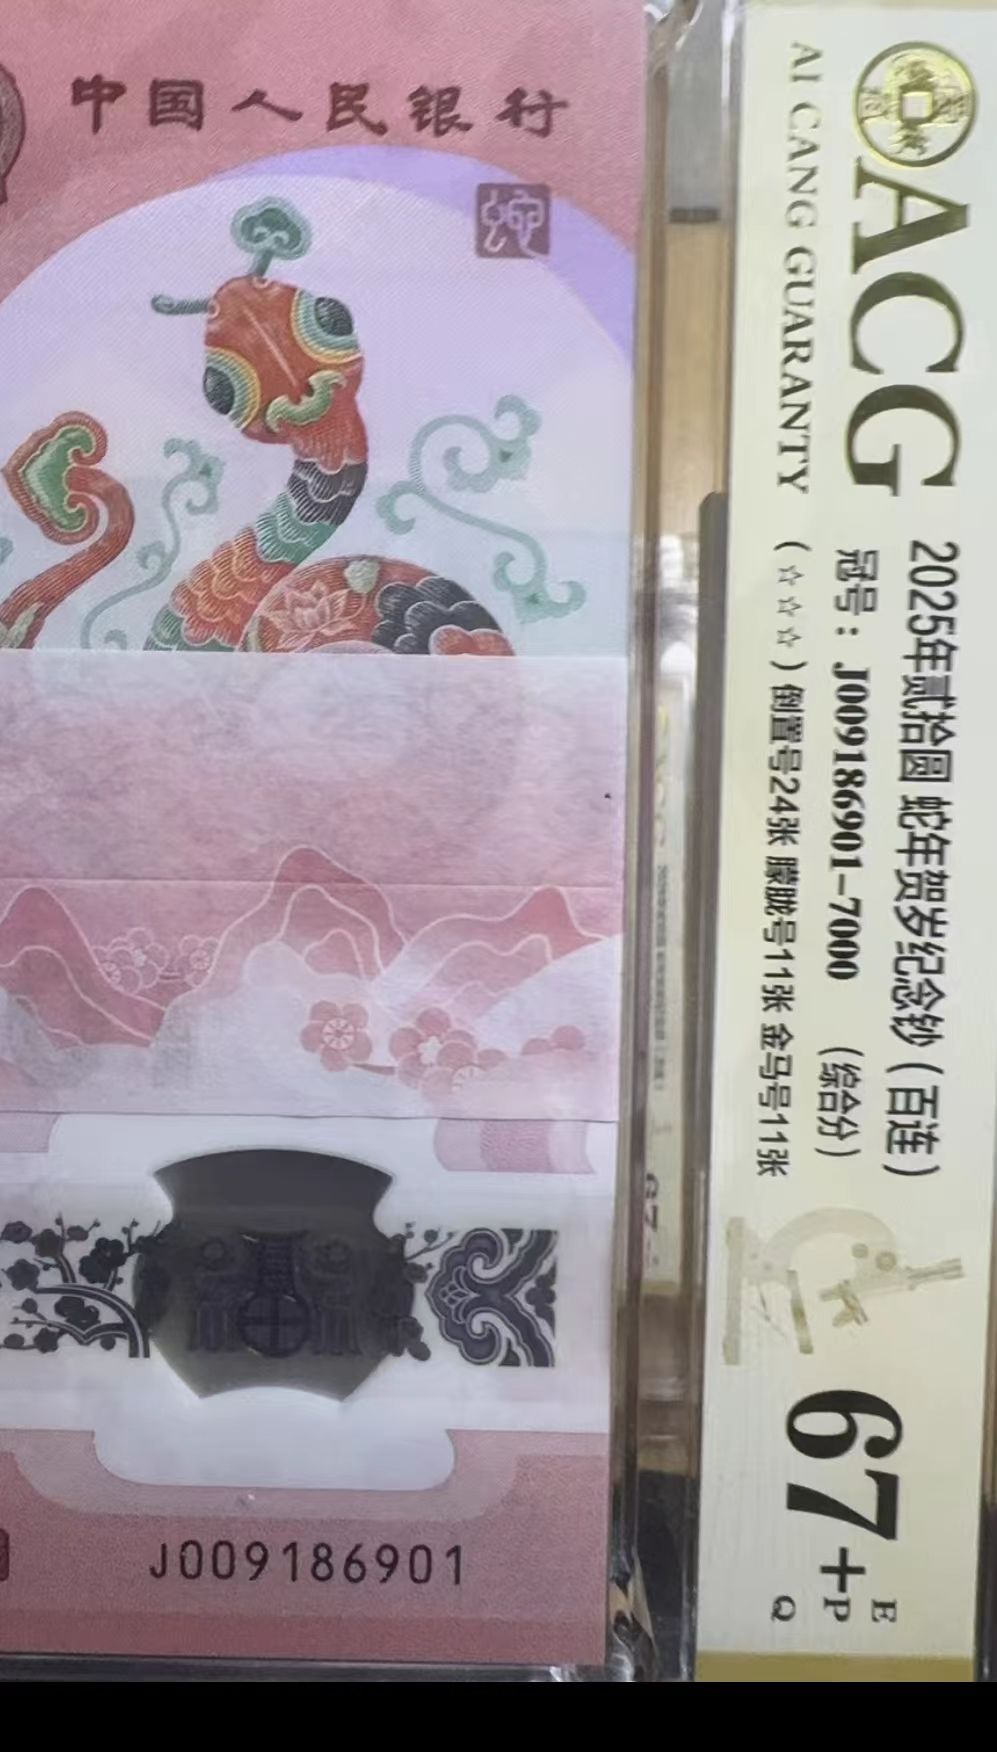 中国人民银行
蛇
J009186901
ACG
AI CANG GUARANTY
2025年贰拾圆 蛇年贺岁纪念钞（百连）
冠号：J009186901-7000 （综合分）
（☆☆☆）倒置号24张 朦胧号11张 金马号11张
67+
E
P
Q